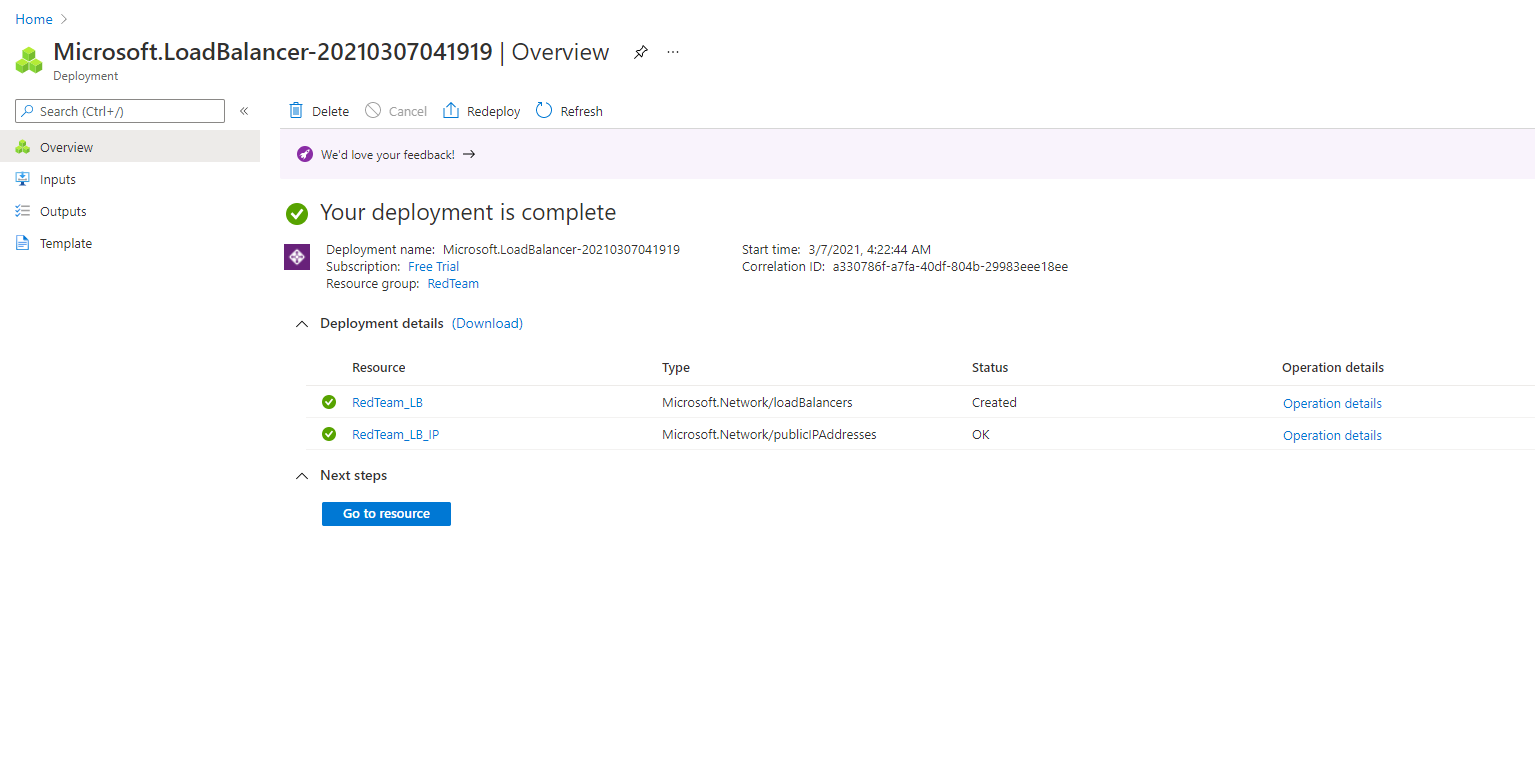 Home
Microsoft.LoadBalancer-20210307041919 | Overview
Deployment
Search (Ctrl+/)
Delete Cancel Redeploy Refresh
Overview
Inputs
Outputs
Template
We'd love your feedback!
Your deployment is complete
Deployment name: Microsoft.LoadBalancer-20210307041919 Start time: 3/7/2021, 4:22:44 AM
Subscription: Free Trial Correlation ID: a330786f-a7fa-40df-804b-29983eee18ee
Resource group: RedTeam
Deployment details (Download)
Resource Type Status Operation details
RedTeam_LB Microsoft.Network/loadBalancers Created Operation details
RedTeam_LB_IP Microsoft.Network/publicIPAddresses OK Operation details
Next steps
Go to resource